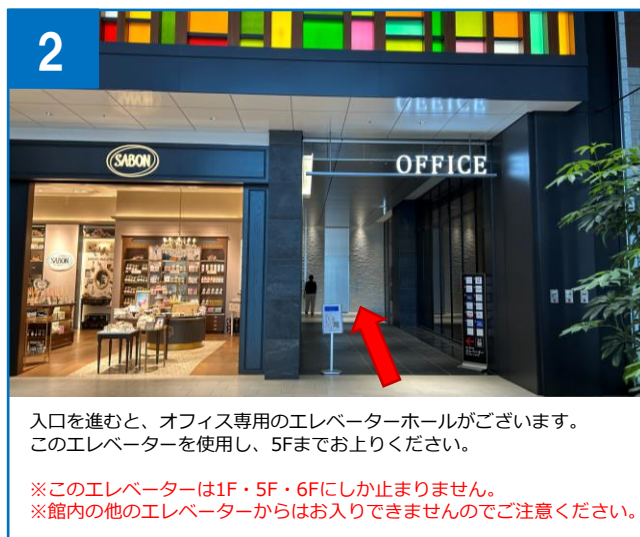 2
SABON
OFFICE
SABON
入口を進むと、オフィス専用のエレベーターホールがございます。
このエレベーターを使用し、5Fまでお上りください。
※このエレベーターは1F・5F・6Fにしか止まりません。
※館内の他のエレベーターからはお入りできませんのでご注意ください。